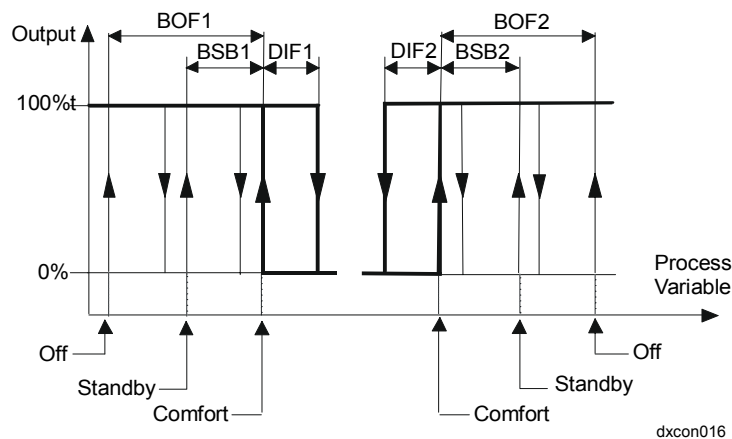 Output
BOF1
BSB1
DIF1
DIF2
BOF2
BSB2
100%t
0%
Process
Variable
Off
Standby
Comfort
Off
Standby
Comfort
dxcon016